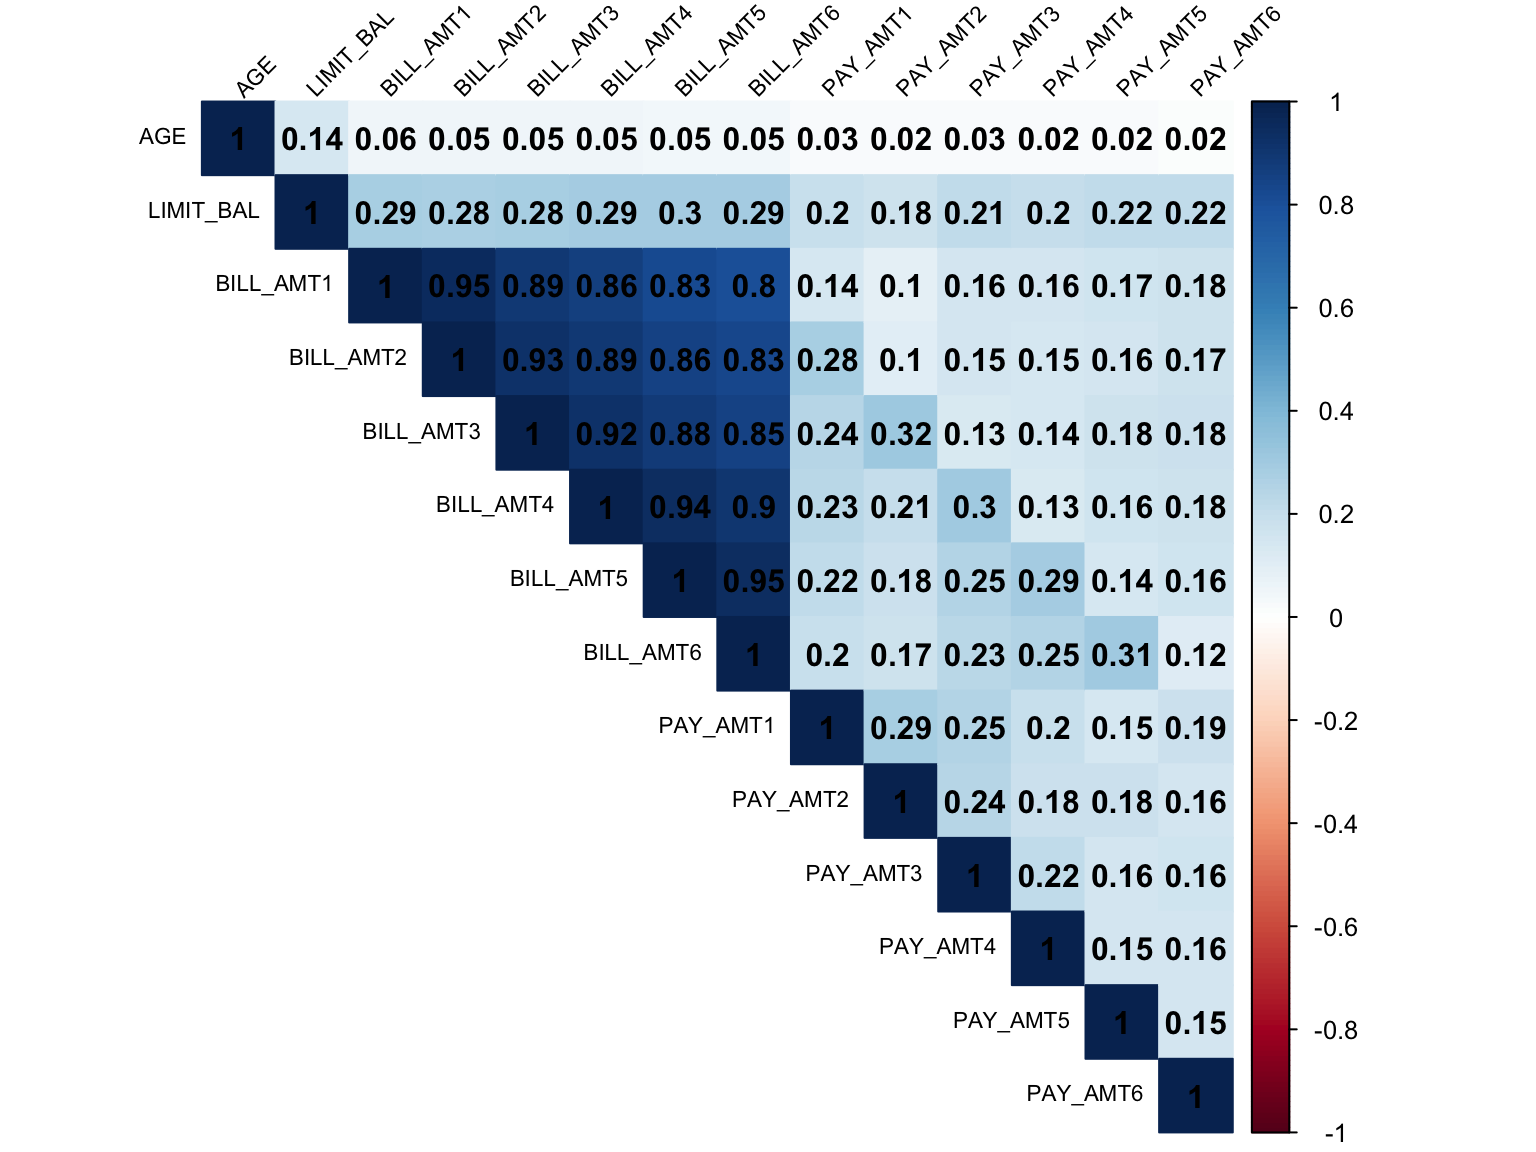 AGE LIMIT_BAL BILL_AMT1 BILL_AMT2 BILL_AMT3 BILL_AMT4 BILL_AMT5 BILL_AMT6 PAY_AMT1 PAY_AMT2 PAY_AMT3 PAY_AMT4 PAY_AMT5 PAY_AMT6
AGE 1 0.14 0.06 0.05 0.05 0.05 0.05 0.05 0.03 0.02 0.03 0.02 0.02 0.02
LIMIT_BAL 1 0.29 0.28 0.28 0.29 0.3 0.29 0.2 0.18 0.21 0.2 0.22 0.22
BILL_AMT1 1 0.95 0.89 0.86 0.83 0.8 0.14 0.1 0.16 0.16 0.17 0.18
BILL_AMT2 1 0.93 0.89 0.86 0.83 0.28 0.1 0.15 0.15 0.16 0.17
BILL_AMT3 1 0.92 0.88 0.85 0.24 0.32 0.13 0.14 0.18 0.18
BILL_AMT4 1 0.94 0.9 0.23 0.21 0.3 0.13 0.16 0.18
BILL_AMT5 1 0.95 0.22 0.18 0.25 0.29 0.14 0.16
BILL_AMT6 1 0.2 0.17 0.23 0.25 0.31 0.12
PAY_AMT1 1 0.29 0.25 0.2 0.15 0.19
PAY_AMT2 1 0.24 0.18 0.18 0.16
PAY_AMT3 1 0.22 0.16 0.16
PAY_AMT4 1 0.15 0.16
PAY_AMT5 1 0.15
PAY_AMT6 1
1
0.8
0.6
0.4
0.2
0
-0.2
-0.4
-0.6
-0.8
-1